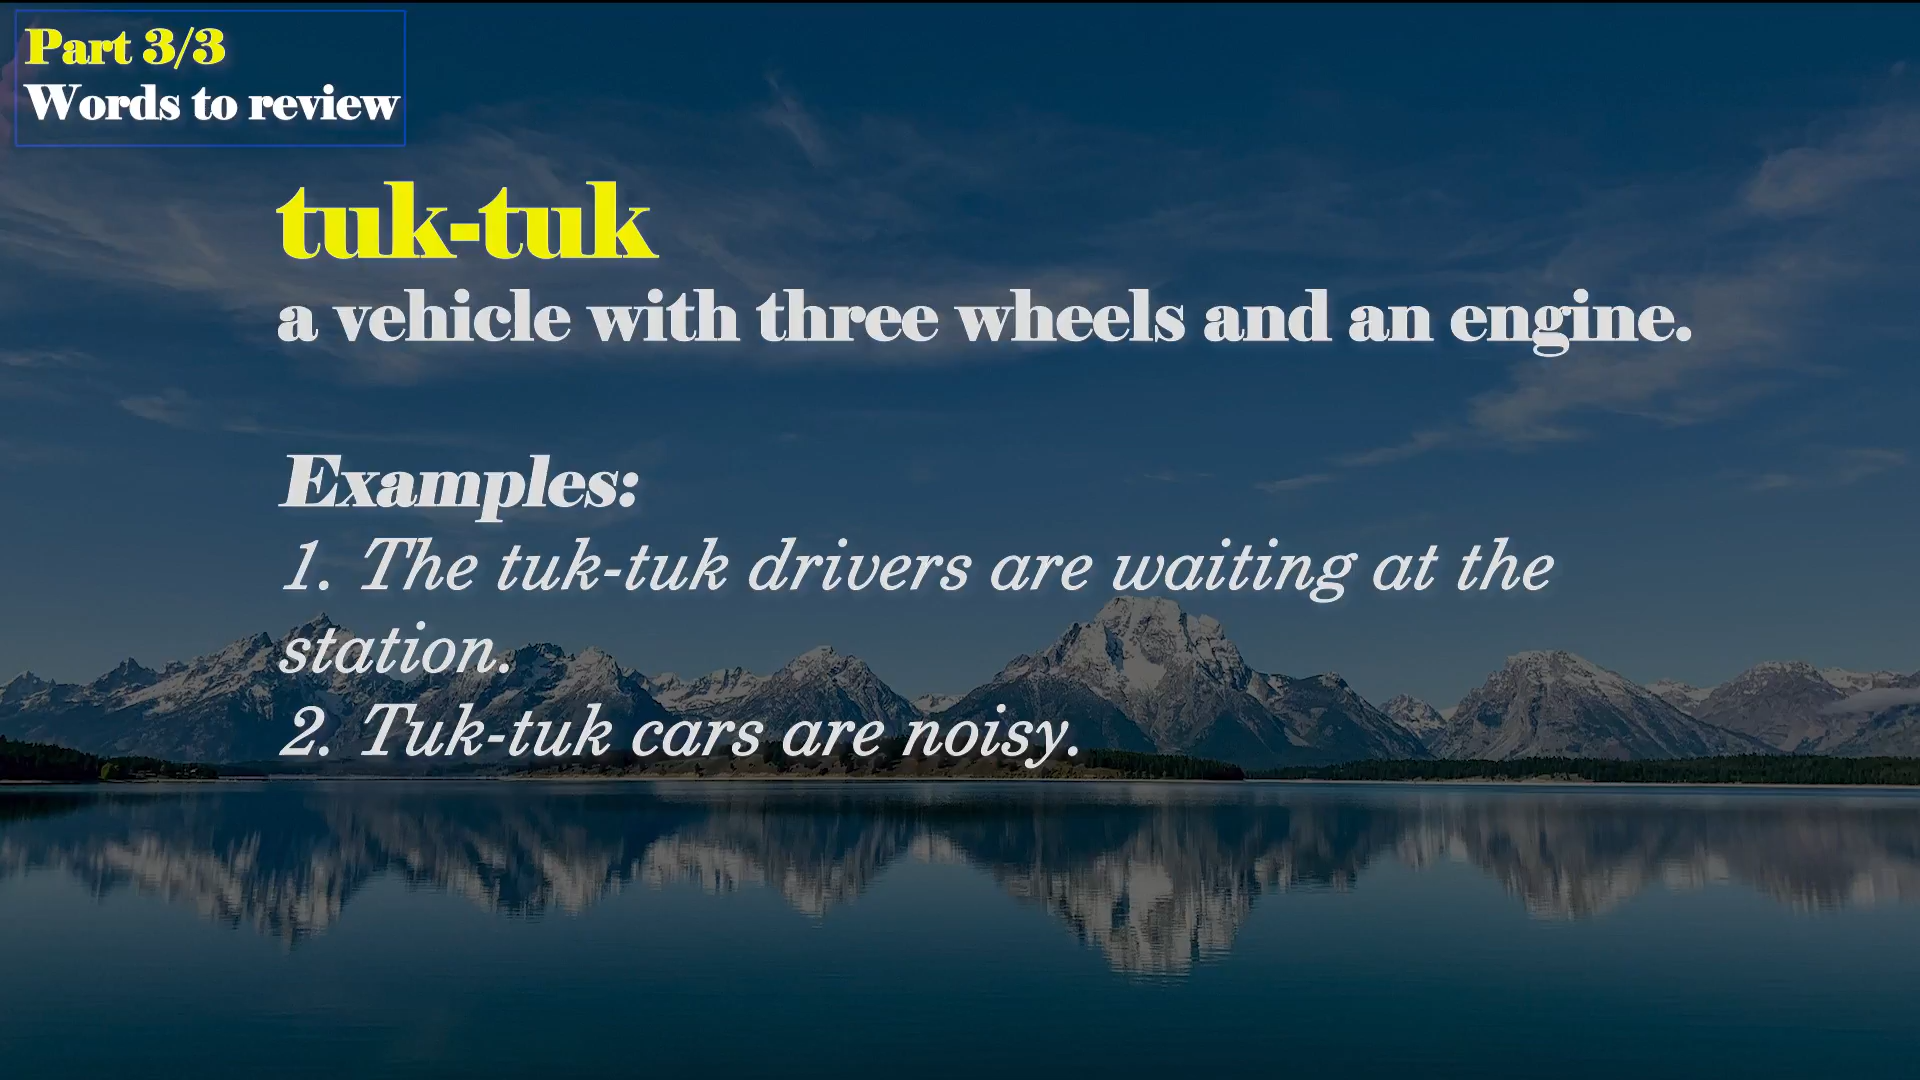 Part 3/3
Words to review
tuk-tuk
a vehicle with three wheels and an engine.
Examples:
1. The tuk-tuk drivers are waiting at the
station.
2. Tuk-tuk cars are noisy.